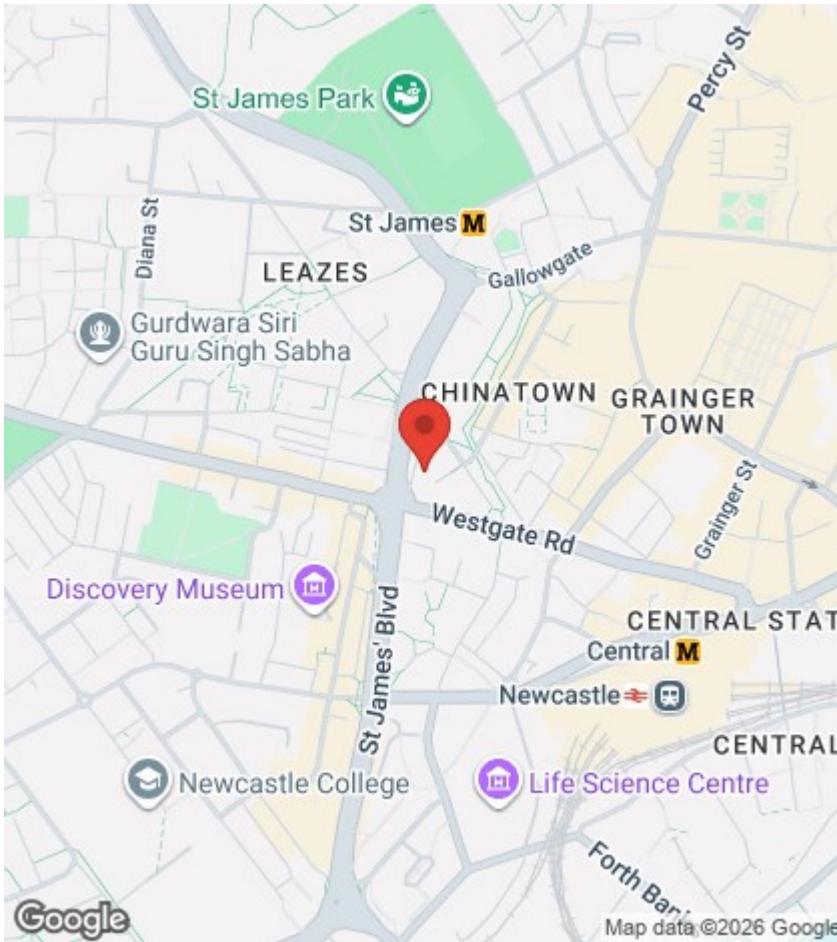 Percy St
St James Park
Diana St
St James M
LEAZES
Gallowgate
Gurdwara Siri
Guru Singh Sabha
CHINATOWN
GRAINGER
TOWN
Grainger St
Westgate Rd
Discovery Museum
St James' Blvd
CENTRAL STAT
Central M
Newcastle
CENTRAL
Newcastle College
Life Science Centre
Forth Bank
Google
Map data ©2026 Google